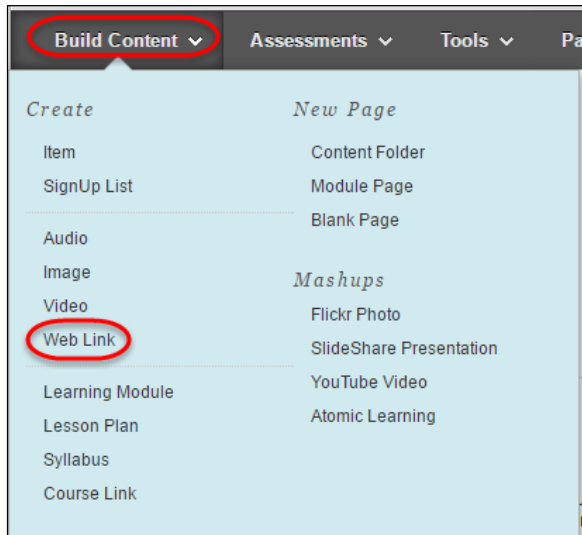 Build Content Assessments Tools Pa
Create
Item
SignUp List
Audio
Image
Video
Web Link
Learning Module
Lesson Plan
Syllabus
Course Link
New Page
Content Folder
Module Page
Blank Page
Mashups
Flickr Photo
SlideShare Presentation
YouTube Video
Atomic Learning